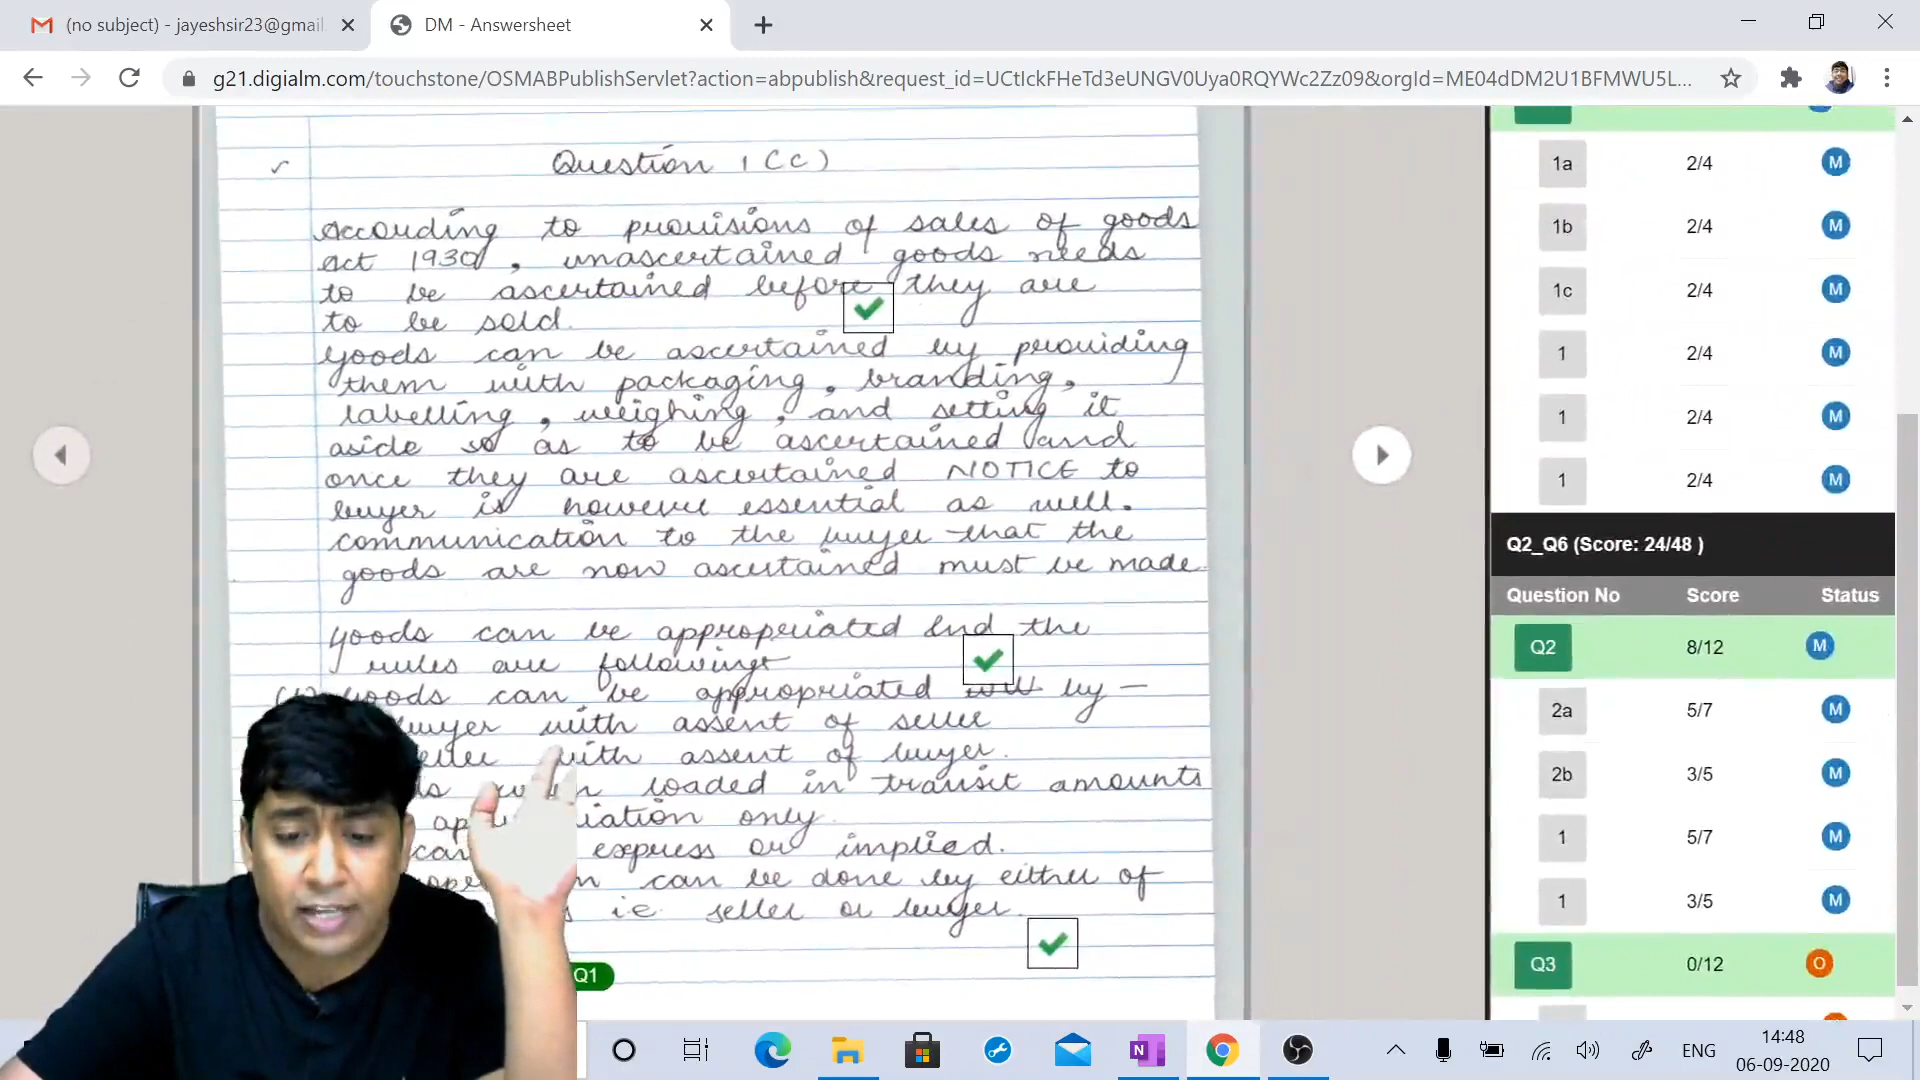 (no subject) - jayeshsir23@gmail.
DM - Answersheet
g21.digialm.com/touchstone/OSMABPublishServlet?action=abpublish&request_id=UCtIckFHeTd3eUNGV0Uya0RQYWc2Zz09&orgId=ME04dDM2U1BFMWU5L...
Question 1 (c)
According to provisions of sales of goods
act 1930, unascertained goods needs
to be ascertained before they are
to be sold.
goods can be ascertained by providing
them with packaging, branding,
labelling, weighing, and setting it
aside so as to be ascertained and
once they are ascertained NOTICE to
buyer is however essential as well.
communication to the buyer that the
goods are now ascertained must be made
goods can be appropriated and the
rules are following
goods can be appropriated by -
buyer with assent of seller
with assent of buyer.
loaded in transit amounts
only.
express or implied.
can be done by either of
i.e. seller or buyer.
Q1
1a 2/4 M
1b 2/4 M
1c 2/4 M
1 2/4 M
1 2/4 M
1 2/4 M
Q2_Q6 (Score: 24/48 )
Question No Score Status
Q2 8/12 M
2a 5/7 M
2b 3/5 M
1 5/7 M
1 3/5 M
Q3 0/12 O
N
ENG
14:48
06-09-2020